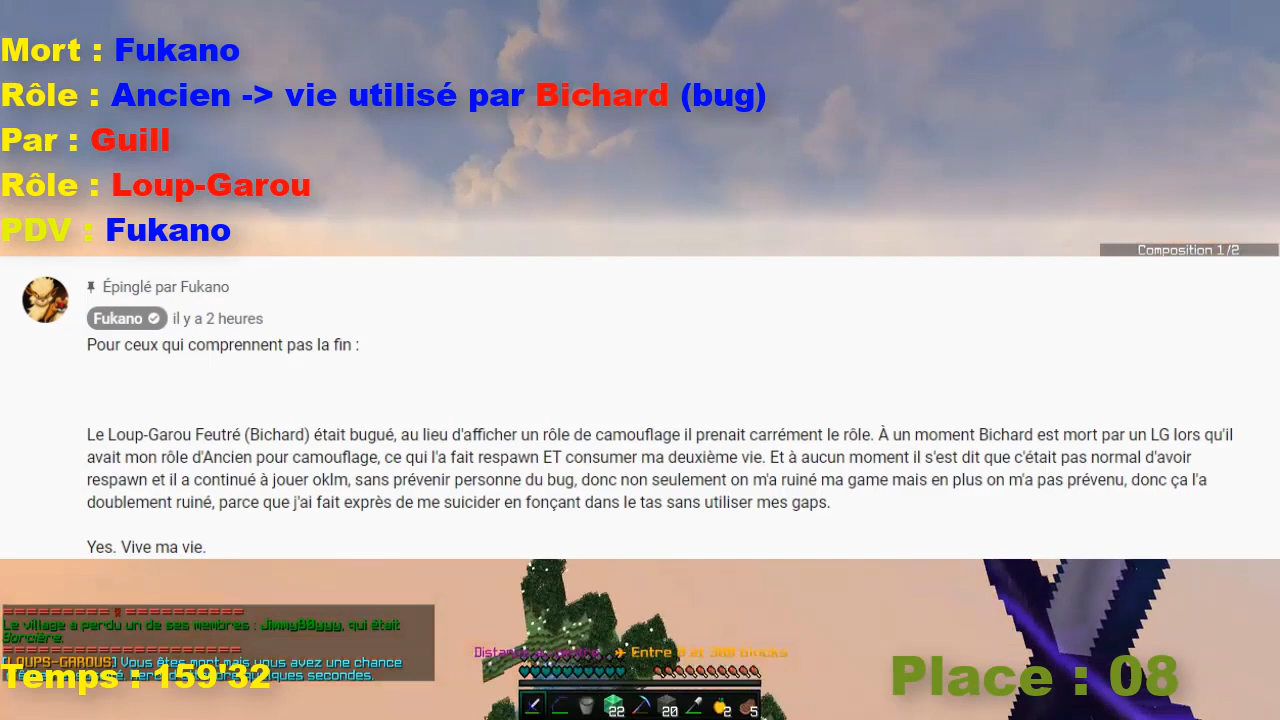 Mort : Fukano
Rôle : Ancien -> vie utilisé par Bichard (bug)
Par : Guill
Rôle : Loup-Garou
PDV : Fukano
Composition 1/2
Épinglé par Fukano
Fukano il y a 2 heures
Pour ceux qui comprennent pas la fin :
Le Loup-Garou Feutré (Bichard) était bugué, au lieu d'afficher un rôle de camouflage il prenait carrément le rôle. À un moment Bichard est mort par un LG lors qu'il
avait mon rôle d'Ancien pour camouflage, ce qui l'a fait respawn ET consumer ma deuxième vie. Et à aucun moment il s'est dit que c'était pas normal d'avoir
respawn et il a continué à jouer oklm, sans prévenir personne du bug, donc non seulement on m'a ruiné ma game mais en plus on m'a pas prévenu, donc ça l'a
doublement ruiné, parce que j'ai fait exprès de me suicider en fonçant dans le tas sans utiliser mes gaps.
Yes. Vive ma vie.
Le village a perdu un de ses membres : Jimmy88yyy, qui était
Sorcière.
[LOUPS-GAROUS] Vous êtes mort mais vous avez une chance
quelques secondes.
Temps : 159'32
Entre 0 et 300 blocks
22
20
2
5
Place : 08